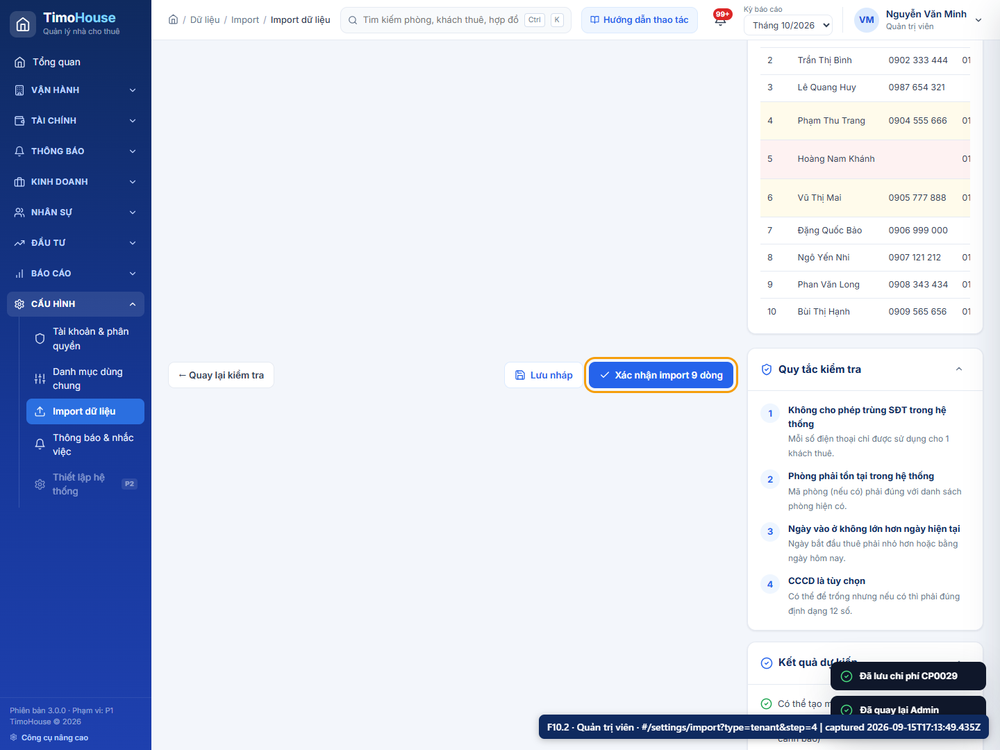 TimoHouse
Quản lý nhà cho thuê
Tổng quan
VẬN HÀNH
TÀI CHÍNH
THÔNG BÁO
KINH DOANH
NHÂN SỰ
ĐẦU TƯ
BÁO CÁO
CẤU HÌNH
Tài khoản & phân
quyền
Danh mục dùng
chung
Import dữ liệu
Thông báo & nhắc
việc
Thiết lập hệ
thống
P2
Phiên bản 3.0.0 · Phạm vi: P1
TimoHouse © 2026
Công cụ nâng cao
/ Dữ liệu / Import / Import dữ liệu
Tìm kiếm phòng, khách thuê, hợp đồ
Ctrl K
Hướng dẫn thao tác
99+
Kỳ báo cáo
Tháng 10/2026
VM
Nguyễn Văn Minh
Quản trị viên
2 Trần Thị Bình 0902 333 444 01
3 Lê Quang Huy 0987 654 321
4 Phạm Thu Trang 0904 555 666 01
5 Hoàng Nam Khánh 01
6 Vũ Thị Mai 0905 777 888 01
7 Đặng Quốc Bảo 0906 999 000
8 Ngô Yến Nhi 0907 121 212 01
9 Phan Văn Long 0908 343 434 01
10 Bùi Thị Hạnh 0909 565 656 01
← Quay lại kiểm tra
Lưu nháp
Xác nhận import 9 dòng
Quy tắc kiểm tra
1 Không cho phép trùng SĐT trong hệ
thống
Mỗi số điện thoại chỉ được sử dụng cho 1
khách thuê.
2 Phòng phải tồn tại trong hệ thống
Mã phòng (nếu có) phải đúng với danh sách
phòng hiện có.
3 Ngày vào ở không lớn hơn ngày hiện tại
Ngày bắt đầu thuê phải nhỏ hơn hoặc bằng
ngày hôm nay.
4 CCCD là tùy chọn
Có thể để trống nhưng nếu có thì phải đúng
định dạng 12 số.
Kết quả dự kiến
Đã lưu chi phí CP0029
Có thể tạo m
Đã quay lại Admin
F10.2 · Quản trị viên · #/settings/import?type=tenant&step=4 | captured 2026-09-15T17:13:49.435Z
cảnh báo)